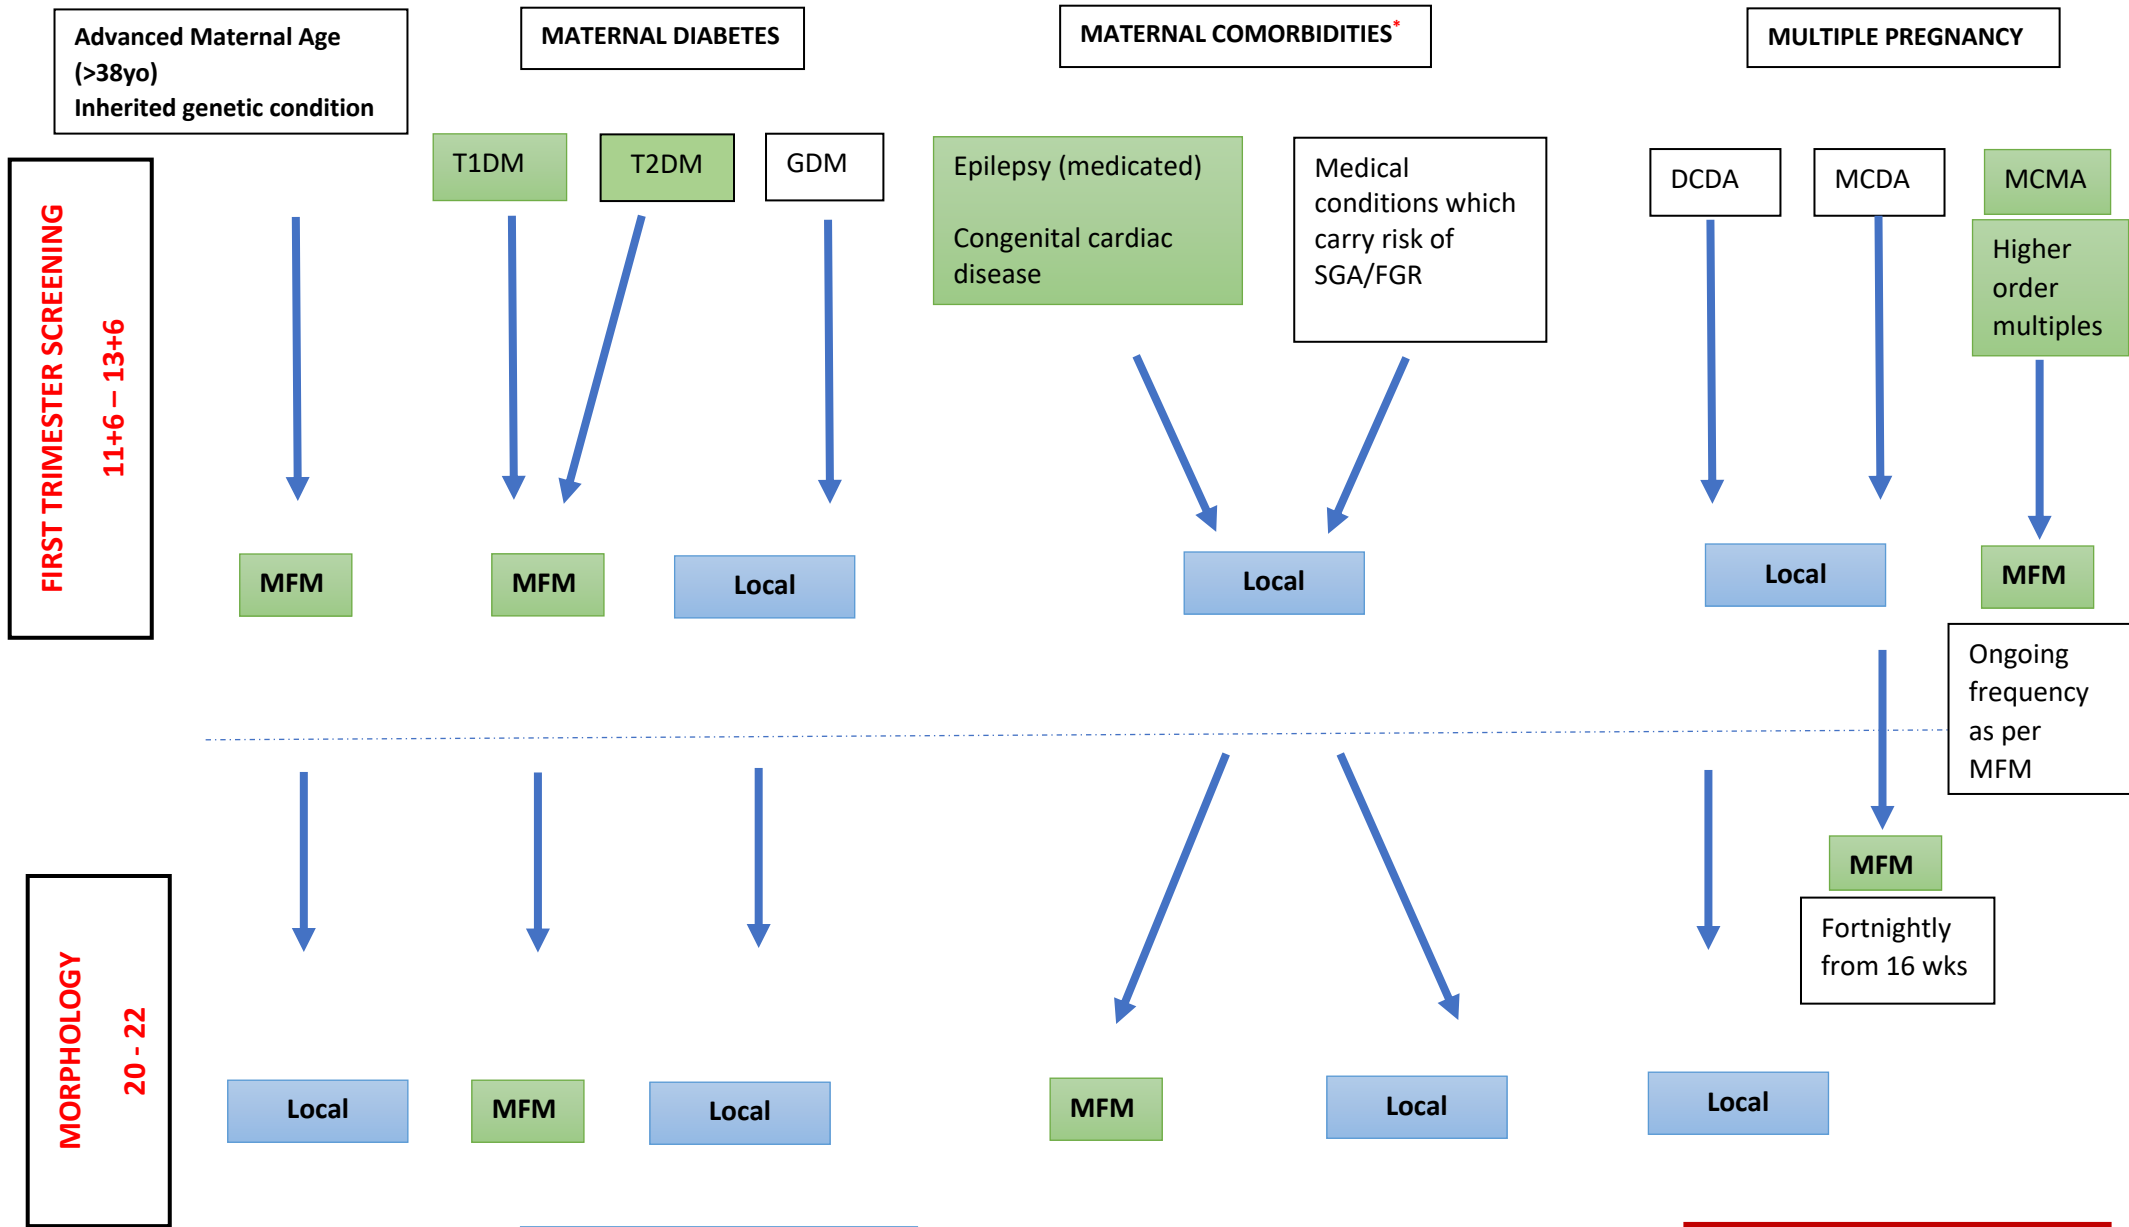 Advanced Maternal Age
(>38yo)
Inherited genetic condition
MATERNAL DIABETES
MATERNAL COMORBIDITIES*
MULTIPLE PREGNANCY
FIRST TRIMESTER SCREENING
11+6 – 13+6
T1DM
T2DM
GDM
Epilepsy (medicated)
Congenital cardiac
disease
Medical
conditions which
carry risk of
SGA/FGR
DCDA
MCDA
MCMA
Higher
order
multiples
MFM
MFM
Local
Local
Local
MFM
Ongoing
frequency
as per
MFM
MFM
Fortnightly
from 16 wks
MORPHOLOGY
20 - 22
Local
MFM
Local
MFM
Local
Local